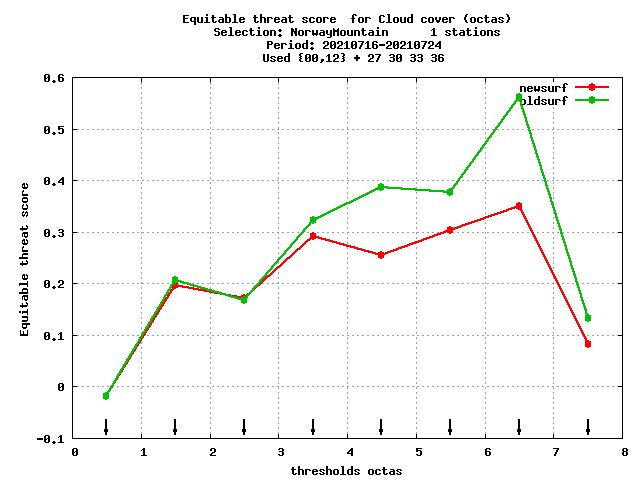 Equitable threat score  for Cloud cover (octas)
Selection: NorwayMountain      1 stations
Period: 20210716-20210724
Used {00,12} + 27 30 33 36
newsurf
oldsurf
0.6
0.5
0.4
0.3
0.2
0.1
0
-0.1
Equitable threat score
0 1 2 3 4 5 6 7 8
thresholds octas